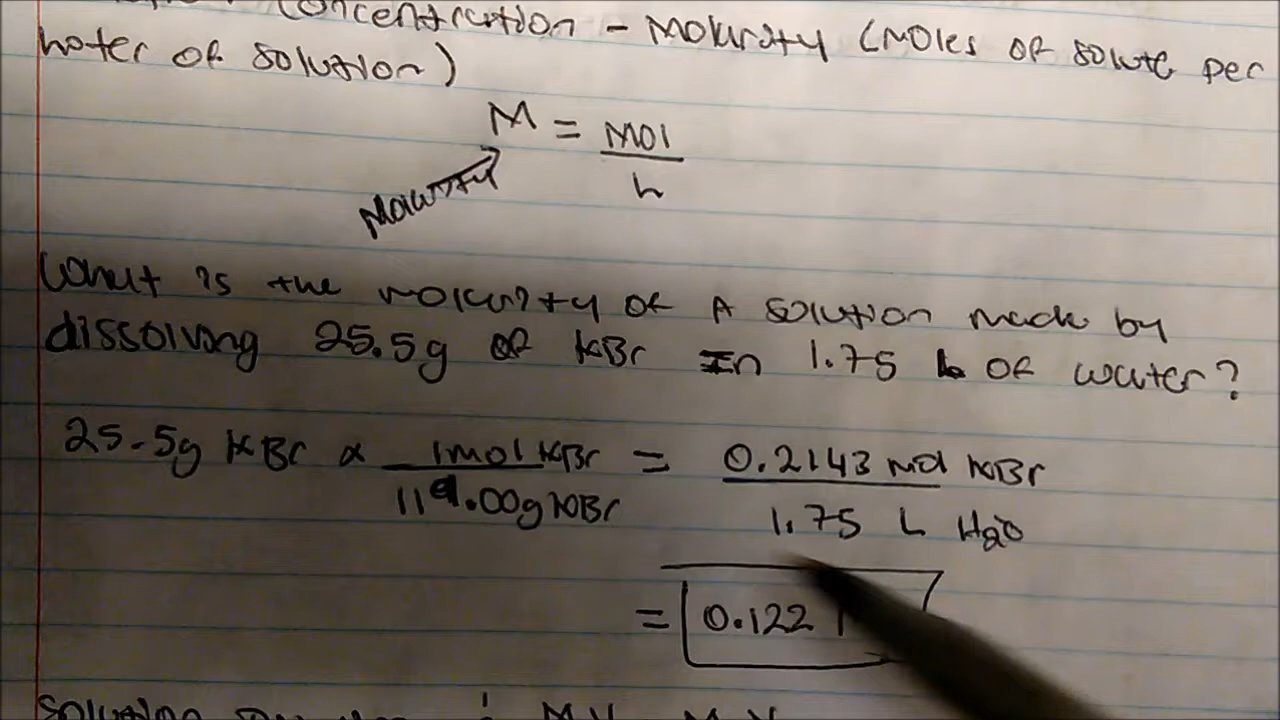 Concentration - Molarity (Moles of solute per
liter of solution)
M = mol
L
Molarity
What is the molarity of A solution made by
dissolving 25.5g of KBr In 1.75 L of water?
25.5g KBr x 1mol KBr = 0.2143 mol KBr
119.00g KBr 1.75 L H2O
= 0.122
Solution